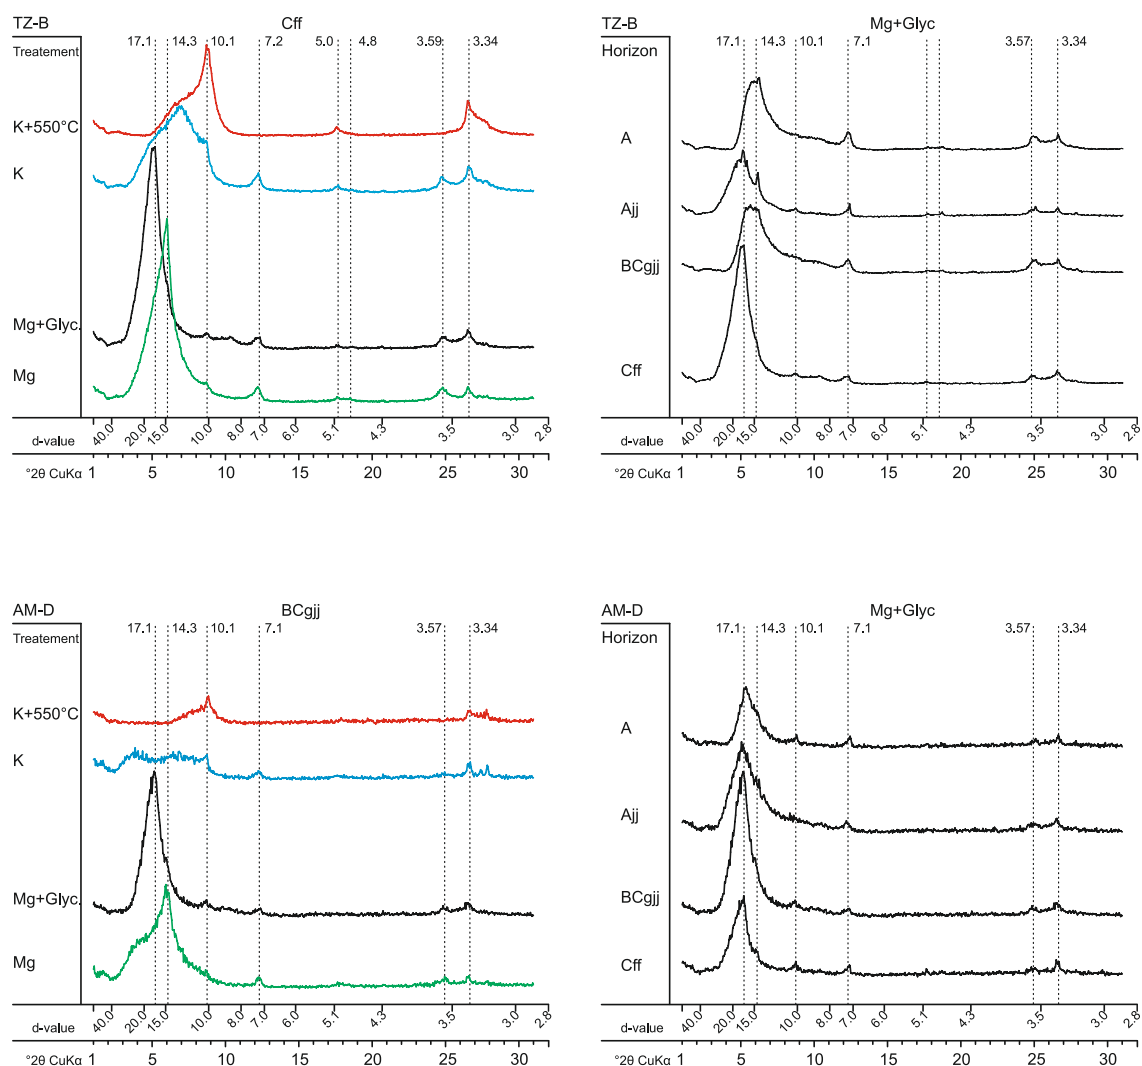 TZ-B Cff
Treatement 17.1 14.3 10.1 7.2 5.0 4.8 3.59 3.34
K+550°C
K
Mg+Glyc.
Mg
d-value 40.0 20.0 15.0 10.0 8.0 7.0 6.0 5.0 4.3 3.5 3.0 2.8
°2θ CuKα 1 5 10 15 20 25 30
TZ-B Mg+Glyc
Horizon 17.1 14.3 10.1 7.1 3.57 3.34
A
Ajj
BCgjj
Cff
d-value 40.0 20.0 15.0 10.0 8.0 7.0 6.0 5.0 4.3 3.5 3.0 2.8
°2θ CuKα 1 5 10 15 20 25 30
AM-D BCgjj
Treatement 17.1 14.3 10.1 7.1 3.57 3.34
K+550°C
K
Mg+Glyc.
Mg
d-value 40.0 20.0 15.0 10.0 8.0 7.0 6.0 5.0 4.3 3.5 3.0 2.8
°2θ CuKα 1 5 10 15 20 25 30
AM-D Mg+Glyc
Horizon 17.1 14.3 10.1 7.1 3.57 3.34
A
Ajj
BCgjj
Cff
d-value 40.0 20.0 15.0 10.0 8.0 7.0 6.0 5.0 4.3 3.5 3.0 2.8
°2θ CuKα 1 5 10 15 20 25 30